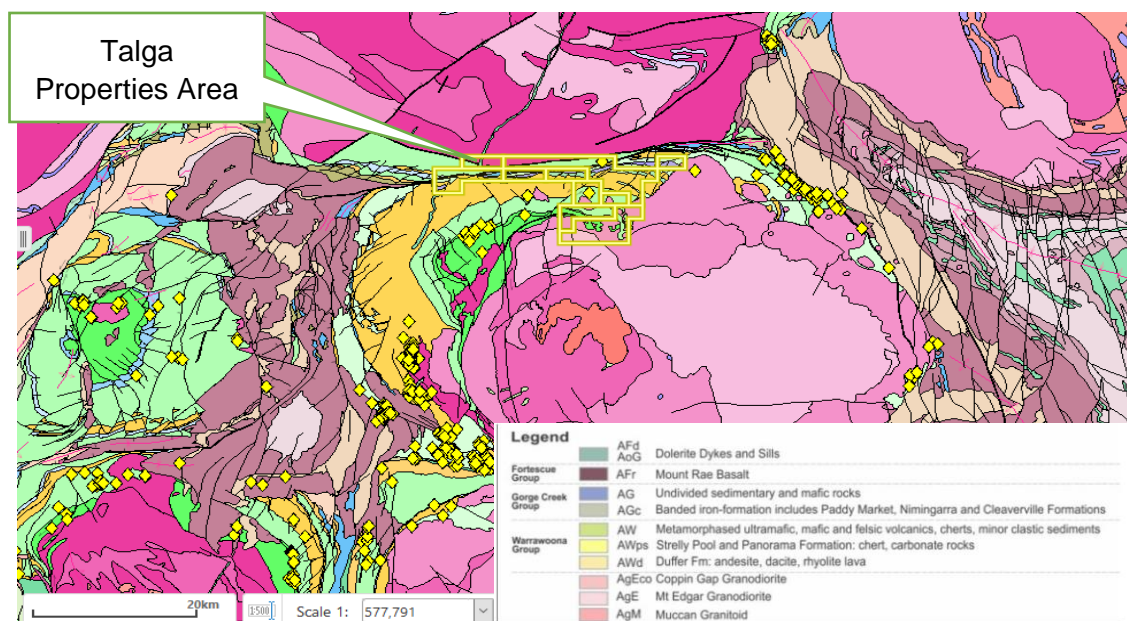 Talga
Properties Area
Legend
AFd
AoG Dolerite Dykes and Sills
Fortescue
Group
AFr Mount Rae Basalt
Gorge Creek
Group
AG Undivided sedimentary and mafic rocks
AGc Banded iron-formation includes Paddy Market, Nimingarra and Cleaverville Formations
Warrawoona
Group
AW Metamorphosed ultramafic, mafic and felsic volcanics, cherts, minor clastic sediments
AWps Strelly Pool and Panorama Formation: chert, carbonate rocks
AWd Duffer Fm: andesite, dacite, rhyolite lava
AgEco Coppin Gap Granodiorite
AgE Mt Edgar Granodiorite
AgM Muccan Granitoid
20km
1:500
Scale 1: 577,791